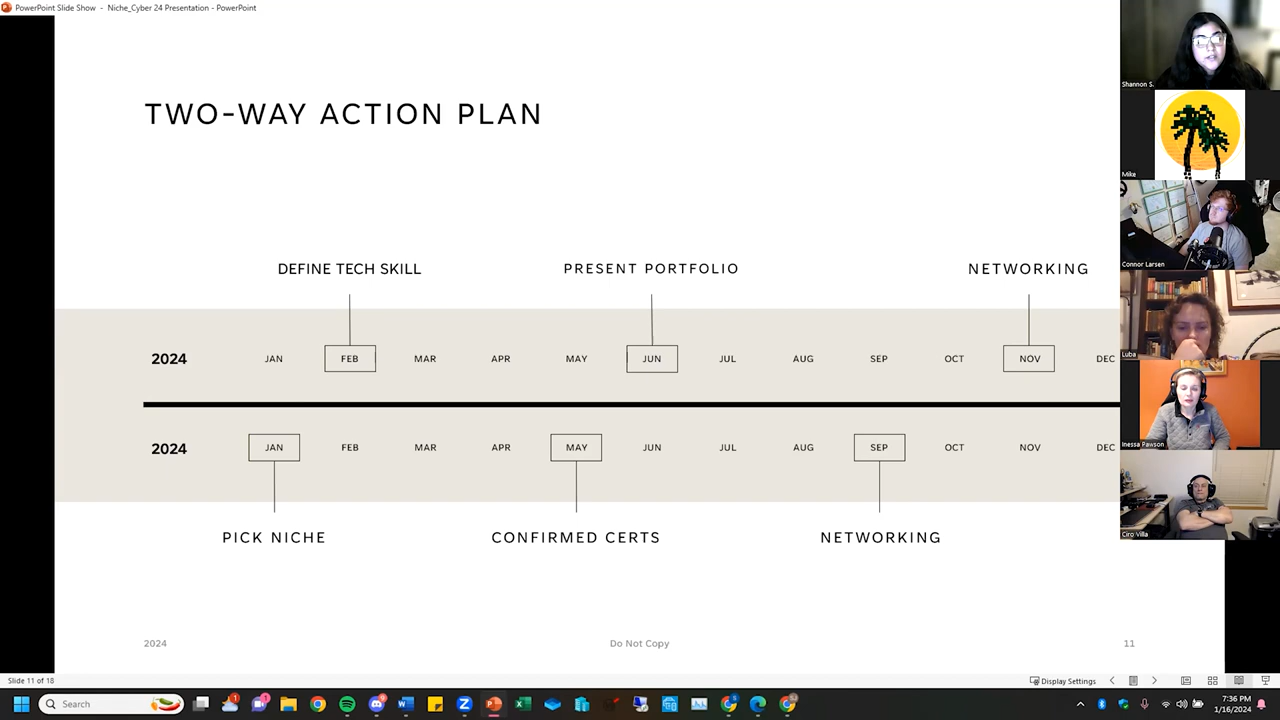 PowerPoint Slide Show - Niche_Cyber 24 Presentation - PowerPoint
TWO-WAY ACTION PLAN
DEFINE TECH SKILL
PRESENT PORTFOLIO
NETWORKING
2024 JAN FEB MAR APR MAY JUN JUL AUG SEP OCT NOV DEC
2024 JAN FEB MAR APR MAY JUN JUL AUG SEP OCT NOV DEC
PICK NICHE
CONFIRMED CERTS
NETWORKING
2024
Do Not Copy
11
Shannon S.
Mike
Connor Larsen
Luba
Inessa Pawson
Ciro Villa
Slide 11 of 18
Display Settings
Search
7:36 PM
1/16/2024